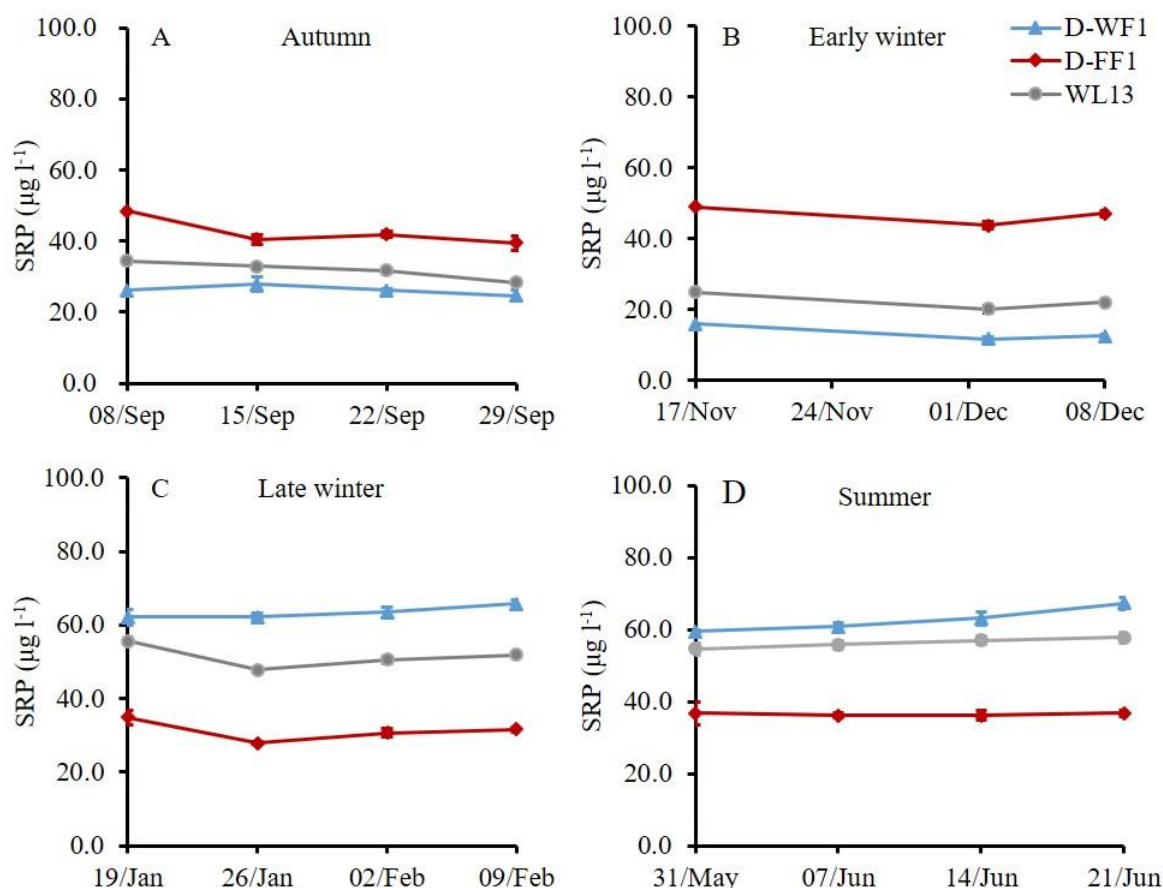 A Autumn
100.0
80.0
60.0
40.0
20.0
0.0
SRP (µg l⁻¹)
08/Sep 15/Sep 22/Sep 29/Sep
B Early winter
100.0
80.0
60.0
40.0
20.0
0.0
SRP (µg l⁻¹)
17/Nov 24/Nov 01/Dec 08/Dec
D-WF1
D-FF1
WL13
C Late winter
100.0
80.0
60.0
40.0
20.0
0.0
SRP (µg l⁻¹)
19/Jan 26/Jan 02/Feb 09/Feb
D Summer
100.0
80.0
60.0
40.0
20.0
0.0
SRP (µg l⁻¹)
31/May 07/Jun 14/Jun 21/Jun